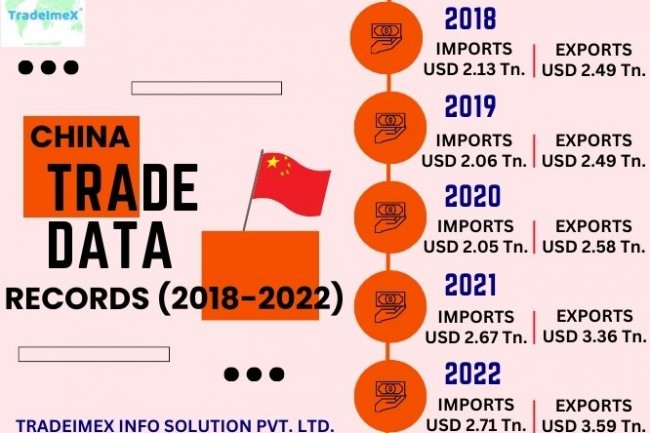 TradeImeX
CHINA
TRADE
DATA
RECORDS (2018-2022)
TRADEIMEX INFO SOLUTION PVT. LTD.
2018
IMPORTS
USD 2.13 Tn.
EXPORTS
USD 2.49 Tn.
2019
IMPORTS
USD 2.06 Tn.
EXPORTS
USD 2.49 Tn.
2020
IMPORTS
USD 2.05 Tn.
EXPORTS
USD 2.58 Tn.
2021
IMPORTS
USD 2.67 Tn.
EXPORTS
USD 3.36 Tn.
2022
IMPORTS
USD 2.71 Tn.
EXPORTS
USD 3.59 Tn.